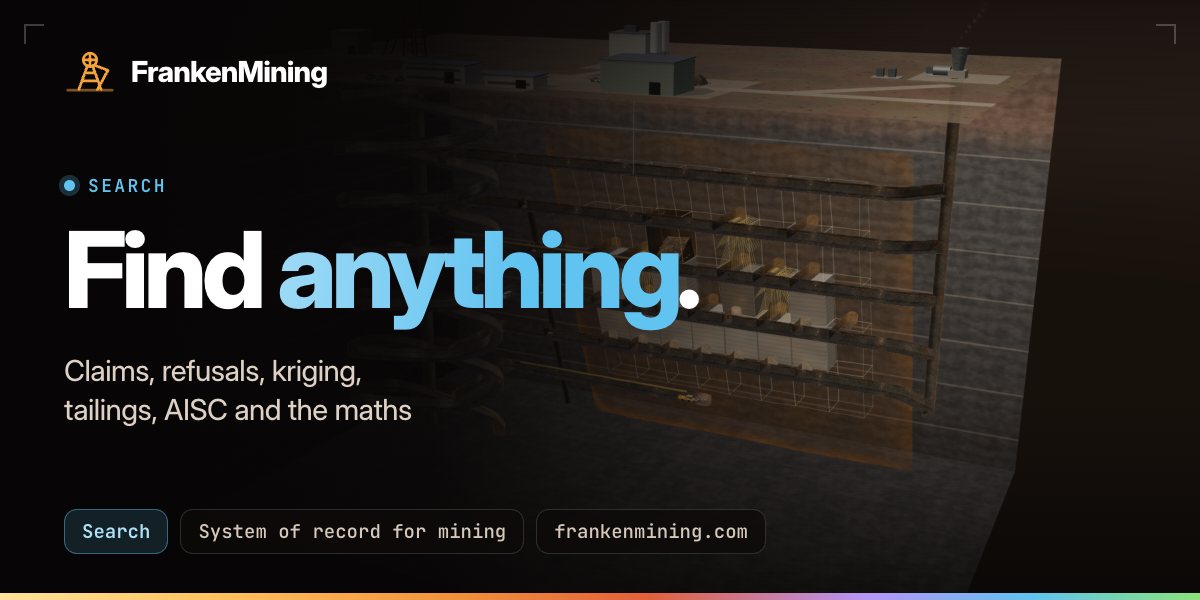 FrankenMining
SEARCH
Find anything.
Claims, refusals, kriging,
tailings, AISC and the maths
Search
System of record for mining
frankenmining.com